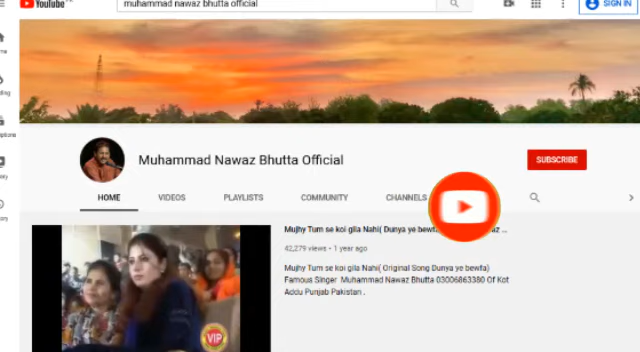 YouTube
muhammad nawaz bhutta official
SIGN IN
Muhammad Nawaz Bhutta Official
SUBSCRIBE
HOME VIDEOS PLAYLISTS COMMUNITY CHANNELS
Mujhy Tum se koi gila Nahi( Dunya ye
42,279 views • 1 year ago
Mujhy Tum se koi gila Nahi( Original Song Dunya ye bewfa)
Famous Singer Muhammad Nawaz Bhutta 03006863380 Of Kot
Addu Punjab Pakistan .
VIP